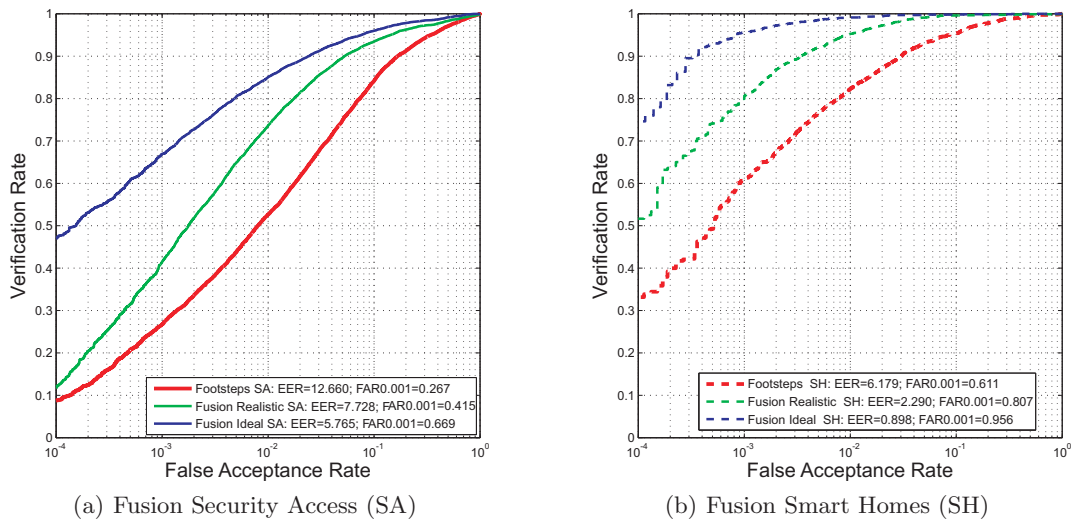 1
0.9
0.8
0.7
0.6
0.5
0.4
0.3
0.2
0.1
0
Verification Rate
Footsteps SA: EER=12.660; FAR0.001=0.267
Fusion Realistic SA: EER=7.728; FAR0.001=0.415
Fusion Ideal SA: EER=5.765; FAR0.001=0.669
10^-4 10^-3 10^-2 10^-1 10^0
False Acceptance Rate
(a) Fusion Security Access (SA)
1
0.9
0.8
0.7
0.6
0.5
0.4
0.3
0.2
0.1
0
Verification Rate
Footsteps SH: EER=6.179; FAR0.001=0.611
Fusion Realistic SH: EER=2.290; FAR0.001=0.807
Fusion Ideal SH: EER=0.898; FAR0.001=0.956
10^-4 10^-3 10^-2 10^-1 10^0
False Acceptance Rate
(b) Fusion Smart Homes (SH)